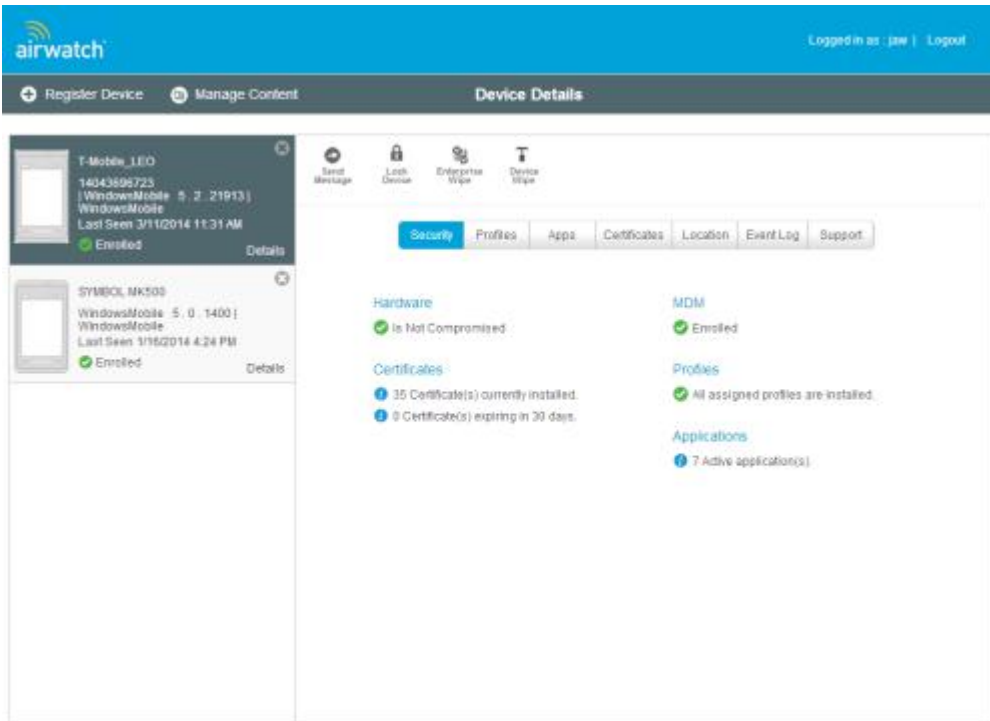 airwatch
Logged in as : jaw | Logout
Register Device Manage Content Device Details
T-Mobile_LEO
14043696723
| WindowsMobile 5 . 2 . 21913 |
WindowsMobile
Last Seen 3/11/2014 11:31 AM
Enrolled
Details
SYMBOL MK500
WindowsMobile 5 . 0 . 1400 |
WindowsMobile
Last Seen 1/16/2014 4:24 PM
Enrolled
Details
Send Message
Lock Device
Enterprise Wipe
Device Wipe
Security Profiles Apps Certificates Location Event Log Support
Hardware
Is Not Compromised
Certificates
35 Certificate(s) currently installed.
0 Certificate(s) expiring in 30 days.
MDM
Enrolled
Profiles
All assigned profiles are installed.
Applications
7 Active application(s)